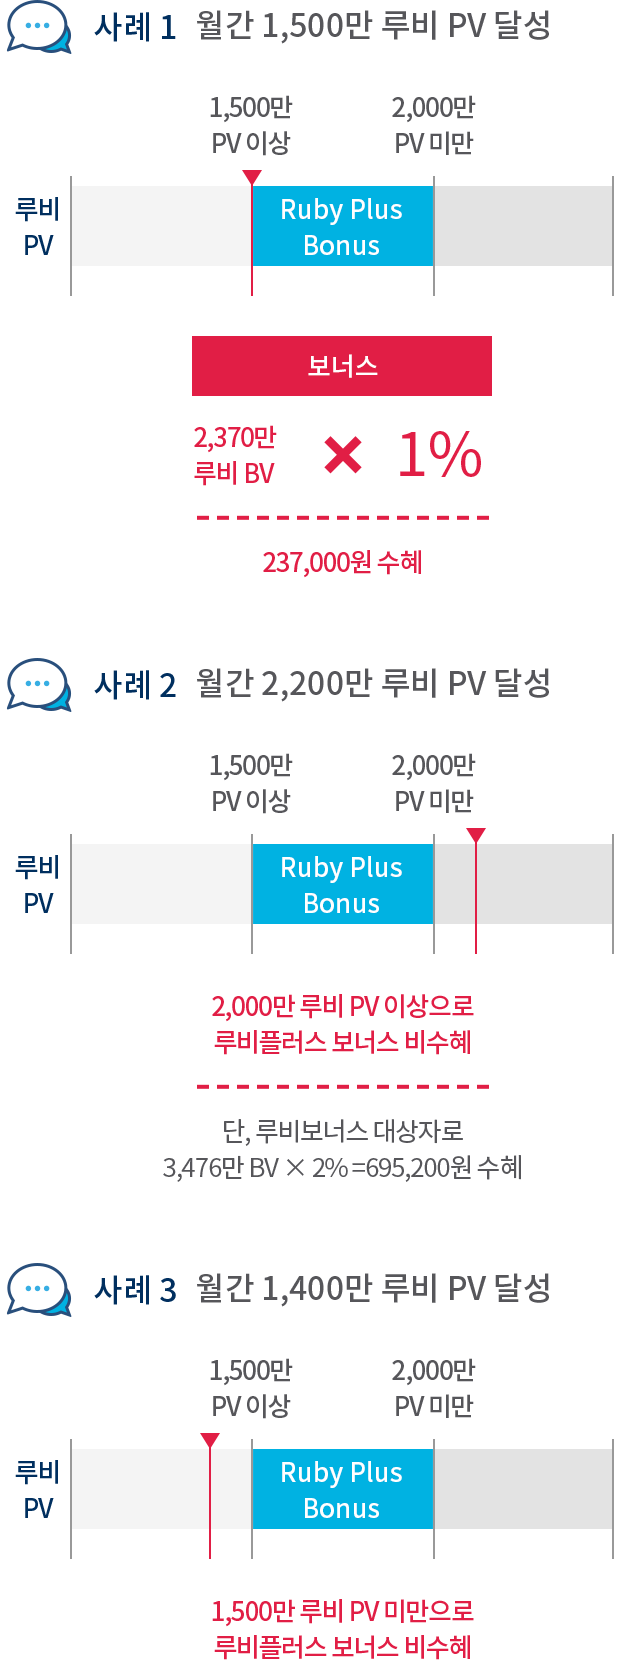 사례 1 월간 1,500만 루비 PV 달성
1,500만
PV 이상
2,000만
PV 미만
루비
PV
Ruby Plus
Bonus
보너스
2,370만
루비 BV
× 1%
237,000원 수혜
사례 2 월간 2,200만 루비 PV 달성
1,500만
PV 이상
2,000만
PV 미만
루비
PV
Ruby Plus
Bonus
2,000만 루비 PV 이상으로
루비플러스 보너스 비수혜
단, 루비보너스 대상자로
3,476만 BV × 2% =695,200원 수혜
사례 3 월간 1,400만 루비 PV 달성
1,500만
PV 이상
2,000만
PV 미만
루비
PV
Ruby Plus
Bonus
1,500만 루비 PV 미만으로
루비플러스 보너스 비수혜